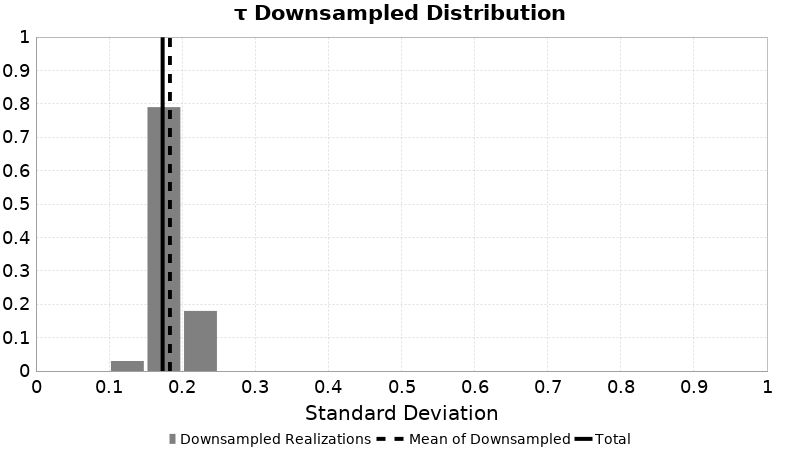 τ Downsampled Distribution
1
0.9
0.8
0.7
0.6
0.5
0.4
0.3
0.2
0.1
0
0 0.1 0.2 0.3 0.4 0.5 0.6 0.7 0.8 0.9 1
Standard Deviation
Downsampled Realizations Mean of Downsampled Total